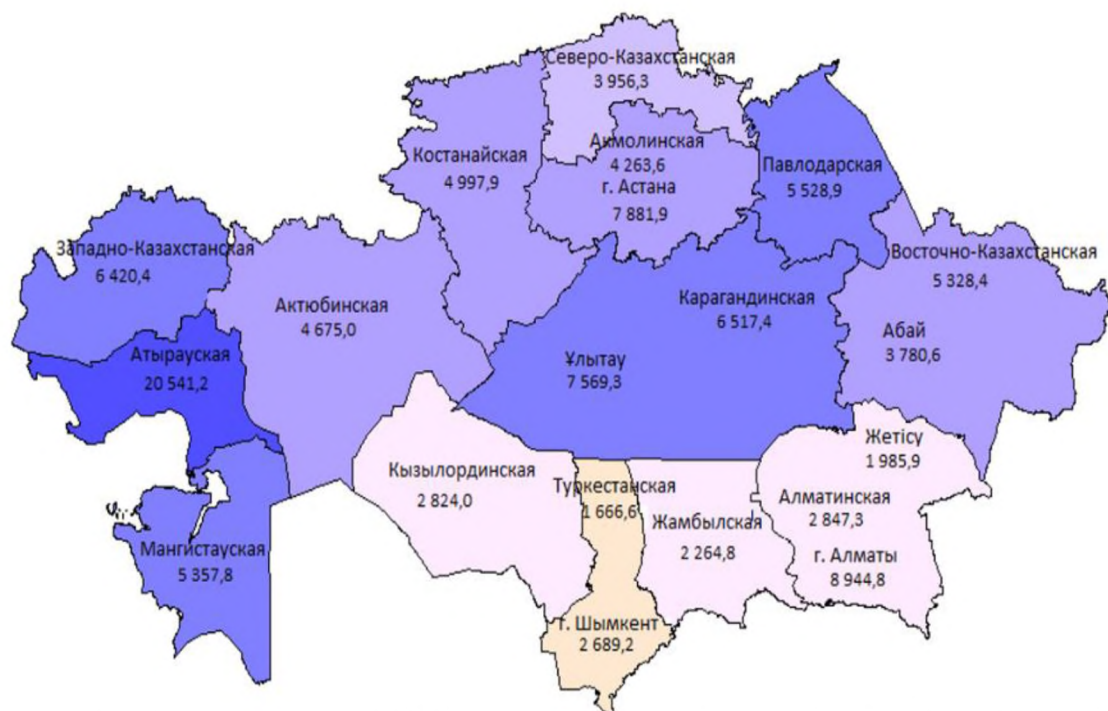 Северо-Казахстанская
3 956,3
Акмолинская
4 263,6
г. Астана
7 881,9
Костанайская
4 997,9
Павлодарская
5 528,9
Западно-Казахстанская
6 420,4
Восточно-Казахстанская
5 328,4
Актюбинская
4 675,0
Карагандинская
6 517,4
Абай
3 780,6
Атырауская
20 541,2
Ұлытау
7 569,3
Жетісу
1 985,9
Кызылординская
2 824,0
Туркестанская
1 666,6
Алматинская
2 847,3
Жамбылская
2 264,8
г. Алматы
8 944,8
Мангистауская
5 357,8
г. Шымкент
2 689,2